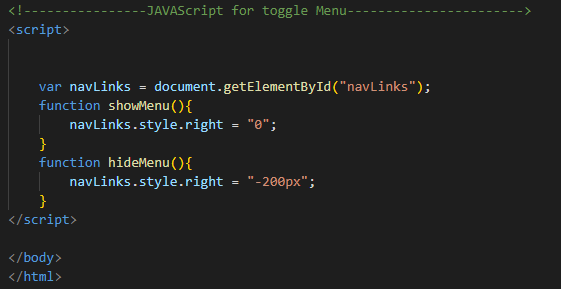 <!----------------JAVAScript for toggle Menu----------------------->
<script>
var navLinks = document.getElementById("navLinks");
function showMenu(){
navLinks.style.right = "0";
}
function hideMenu(){
navLinks.style.right = "-200px";
}
</script>
</body>
</html>